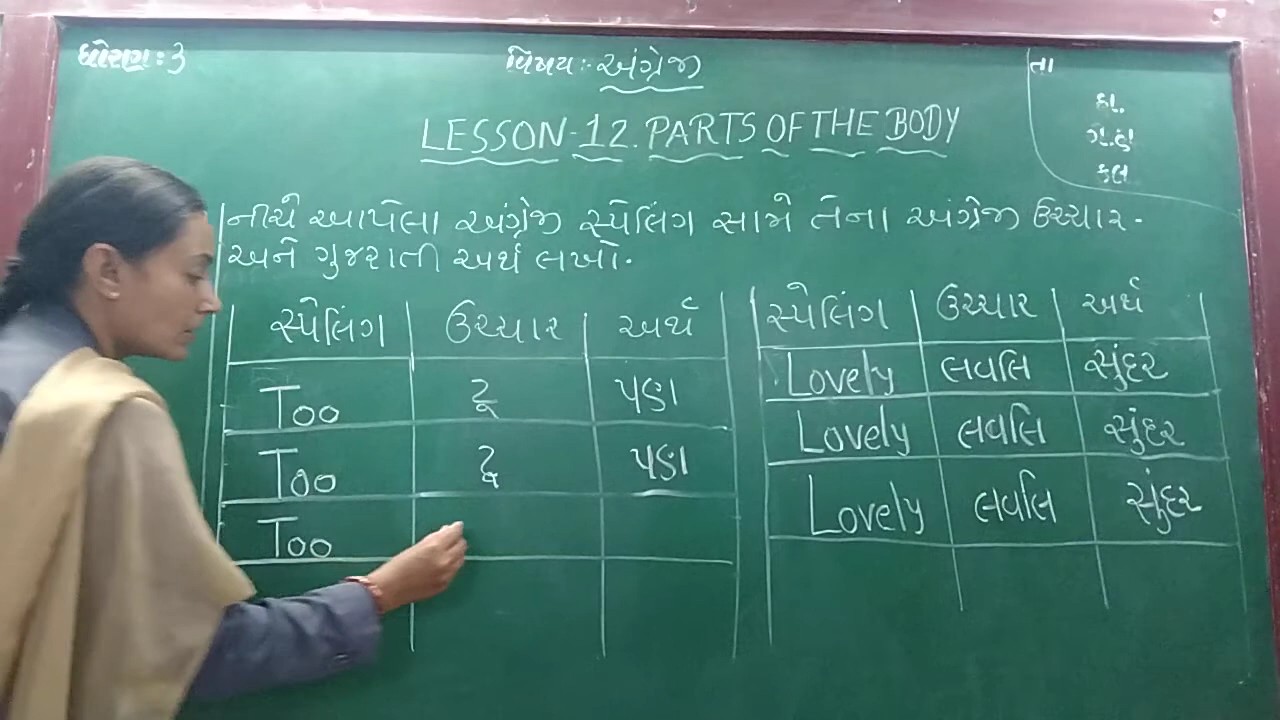 ધોરણ : 3
વિષય :- અંગ્રેજી
તા
LESSON-12. PARTS OF THE BODY
નીચે આપેલા અંગ્રેજી સ્પેલિંગ સામે તેના અંગ્રેજી ઉચ્ચાર-
અને ગુજરાતી અર્થ લખો.
સ્પેલિંગ ઉચ્ચાર અર્થ
Too ટૂ પણ
Too ટૂ પણ
Too
સ્પેલિંગ ઉચ્ચાર અર્થ
Lovely લવલિ સુંદર
Lovely લવલિ સુંદર
Lovely લવલિ સુંદર